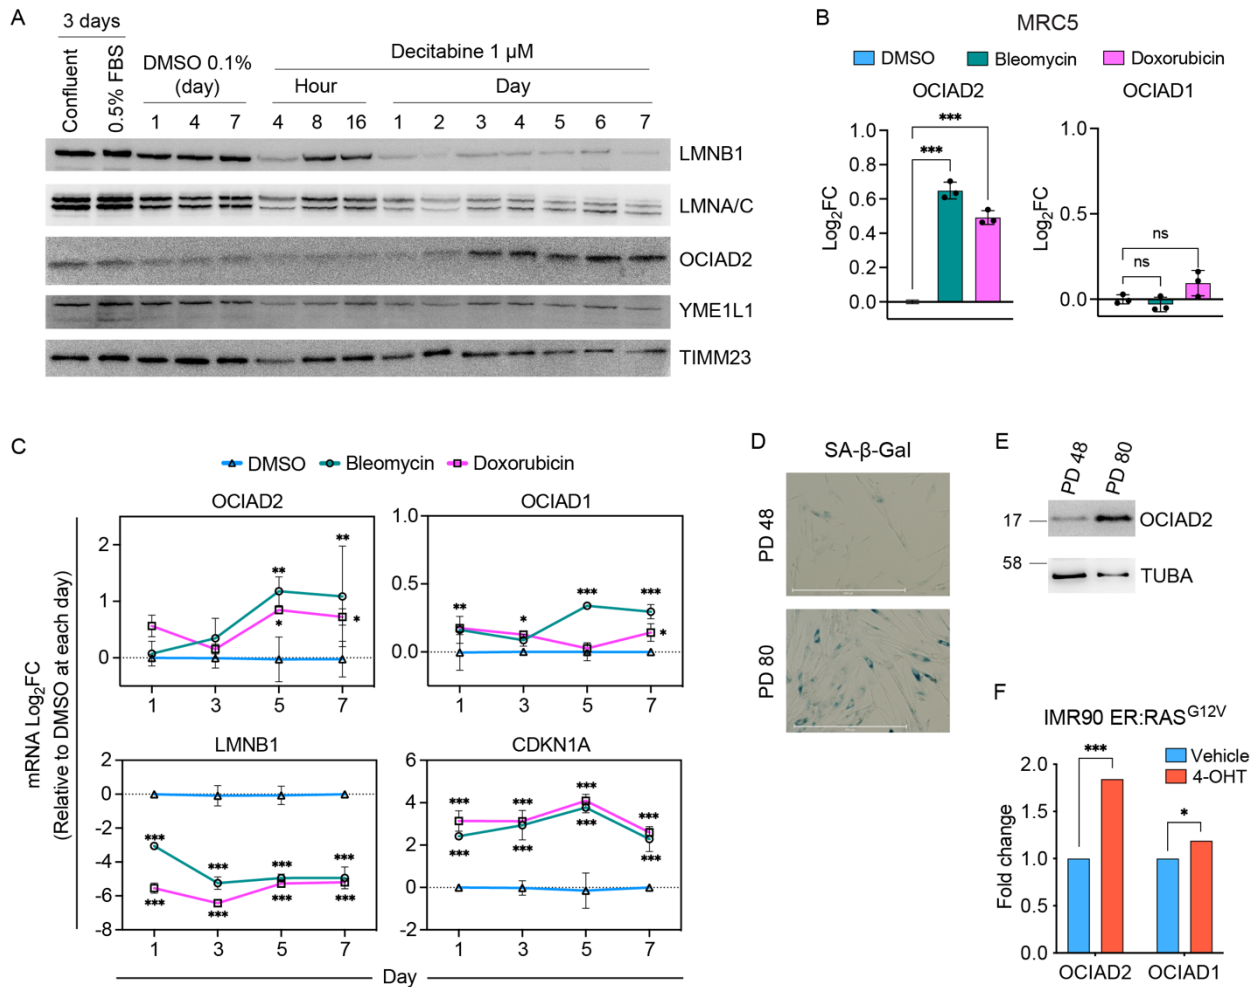 A
3 days
Confluent
0.5% FBS
DMSO 0.1%
(day)
Decitabine 1 µM
Hour
Day
1 4 7 4 8 16 1 2 3 4 5 6 7
LMNB1
LMNA/C
OCIAD2
YME1L1
TIMM23
B
MRC5
DMSO Bleomycin Doxorubicin
OCIAD2
Log2FC
1.0
0.8
0.6
0.4
0.2
0.0
***
***
OCIAD1
Log2FC
1.0
0.5
0.0
ns
ns
C
DMSO Bleomycin Doxorubicin
mRNA Log2FC
(Relative to DMSO at each day)
OCIAD2
2
1
0
** **
* *
1 3 5 7
OCIAD1
1.0
0.5
0.0
** * *** ***
*
1 3 5 7
LMNB1
2
0
-2
-4
-6
-8
*** *** *** ***
*** *** *** ***
1 3 5 7
CDKN1A
6
4
2
0
-2
*** *** *** ***
*** *** *** ***
1 3 5 7
Day
D
SA-β-Gal
PD 48
PD 80
E
PD 48
PD 80
17
OCIAD2
58
TUBA
F
IMR90 ER:RASG12V
Vehicle
4-OHT
Fold change
2.0
1.5
1.0
0.5
0.0
***
*
OCIAD2 OCIAD1